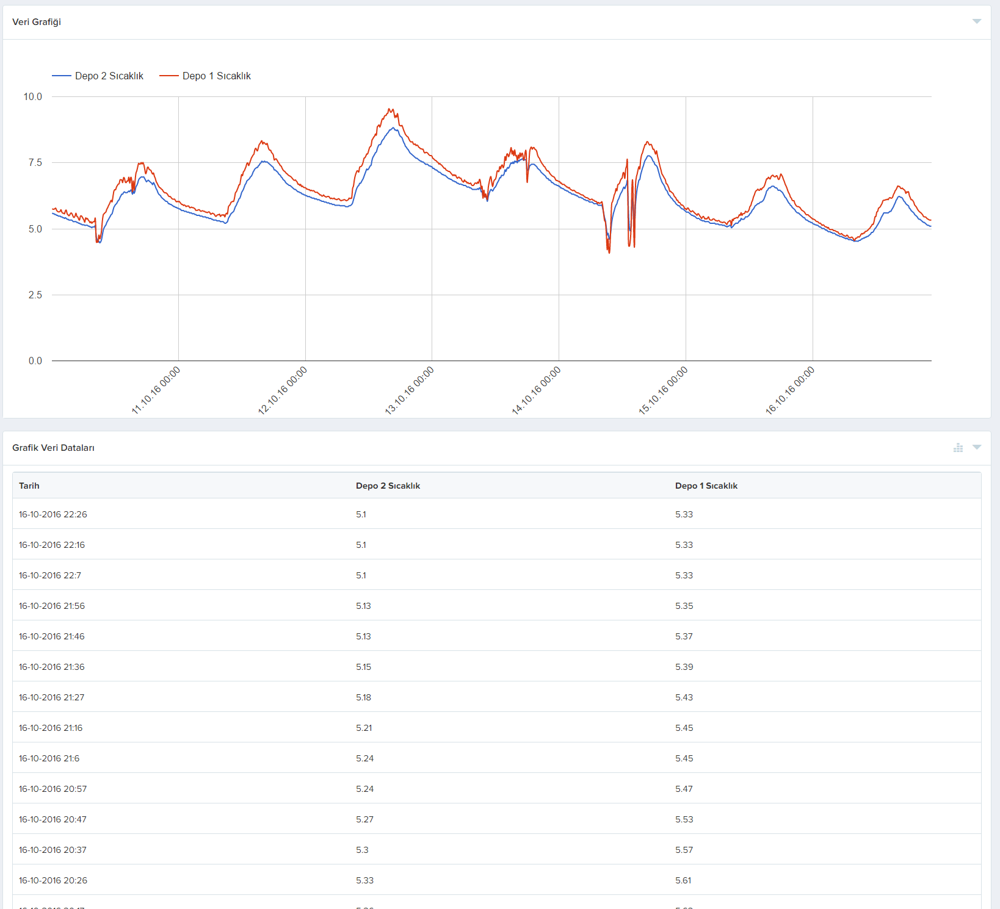 Veri Grafiği
Depo 2 Sıcaklık Depo 1 Sıcaklık
10.0
7.5
5.0
2.5
0.0
11.10.16 00:00 12.10.16 00:00 13.10.16 00:00 14.10.16 00:00 15.10.16 00:00 16.10.16 00:00
Grafik Veri Dataları
Tarih Depo 2 Sıcaklık Depo 1 Sıcaklık
16-10-2016 22:26 5.1 5.33
16-10-2016 22:16 5.1 5.33
16-10-2016 22:7 5.1 5.33
16-10-2016 21:56 5.13 5.35
16-10-2016 21:46 5.13 5.37
16-10-2016 21:36 5.15 5.39
16-10-2016 21:27 5.18 5.43
16-10-2016 21:16 5.21 5.45
16-10-2016 21:6 5.24 5.45
16-10-2016 20:57 5.24 5.47
16-10-2016 20:47 5.27 5.53
16-10-2016 20:37 5.3 5.57
16-10-2016 20:26 5.33 5.61